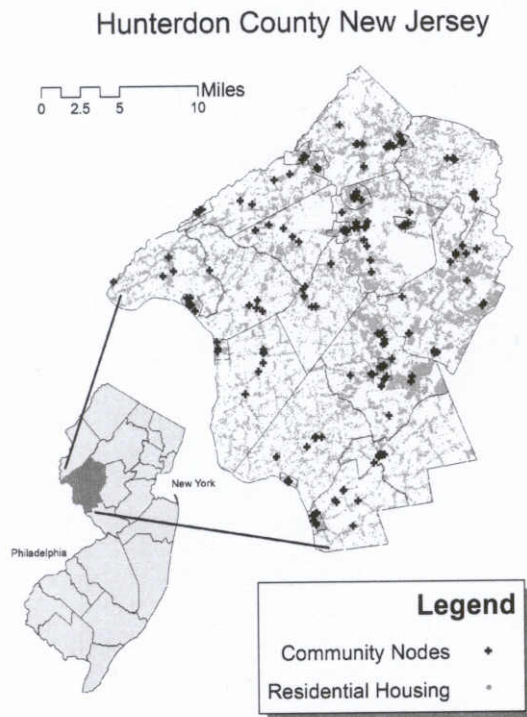 Hunterdon County New Jersey
Miles
0 2.5 5 10
New York
Philadelphia
Legend
Community Nodes
Residential Housing